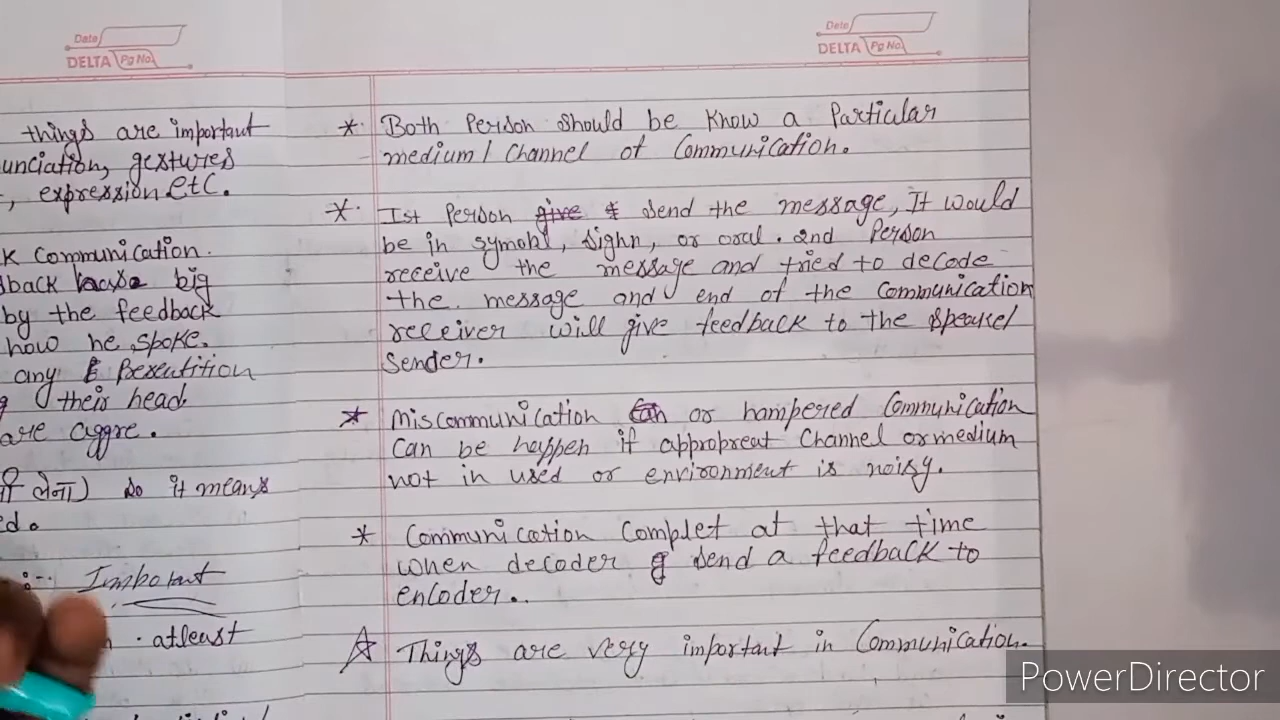 Date
DELTA Pg No.
things are important
unciation, gestures
, expression etc.
k Communication.
back big
by the feedback
how he spoke.
any
their head
are aggre.
लेना) so it means
ed.
Important
atleast
Date
DELTA Pg No.
* Both Person should be know a Particular
medium / Channel of Communication.
* Ist Person give send the message, It would
be in symobl, sighn, or oral. 2nd Person
receive the message and tried to decode
the message and end of the Communication
receiver will give feedback to the
Sender.
* Miscommunication Can or hampered Communication
Can be happen if appropreat Channel or medium
not in used or environment is noisy.
* Communication Complet at that time
when decoder send a feedback to
encoder..
Things are very important in Communication.
PowerDirector